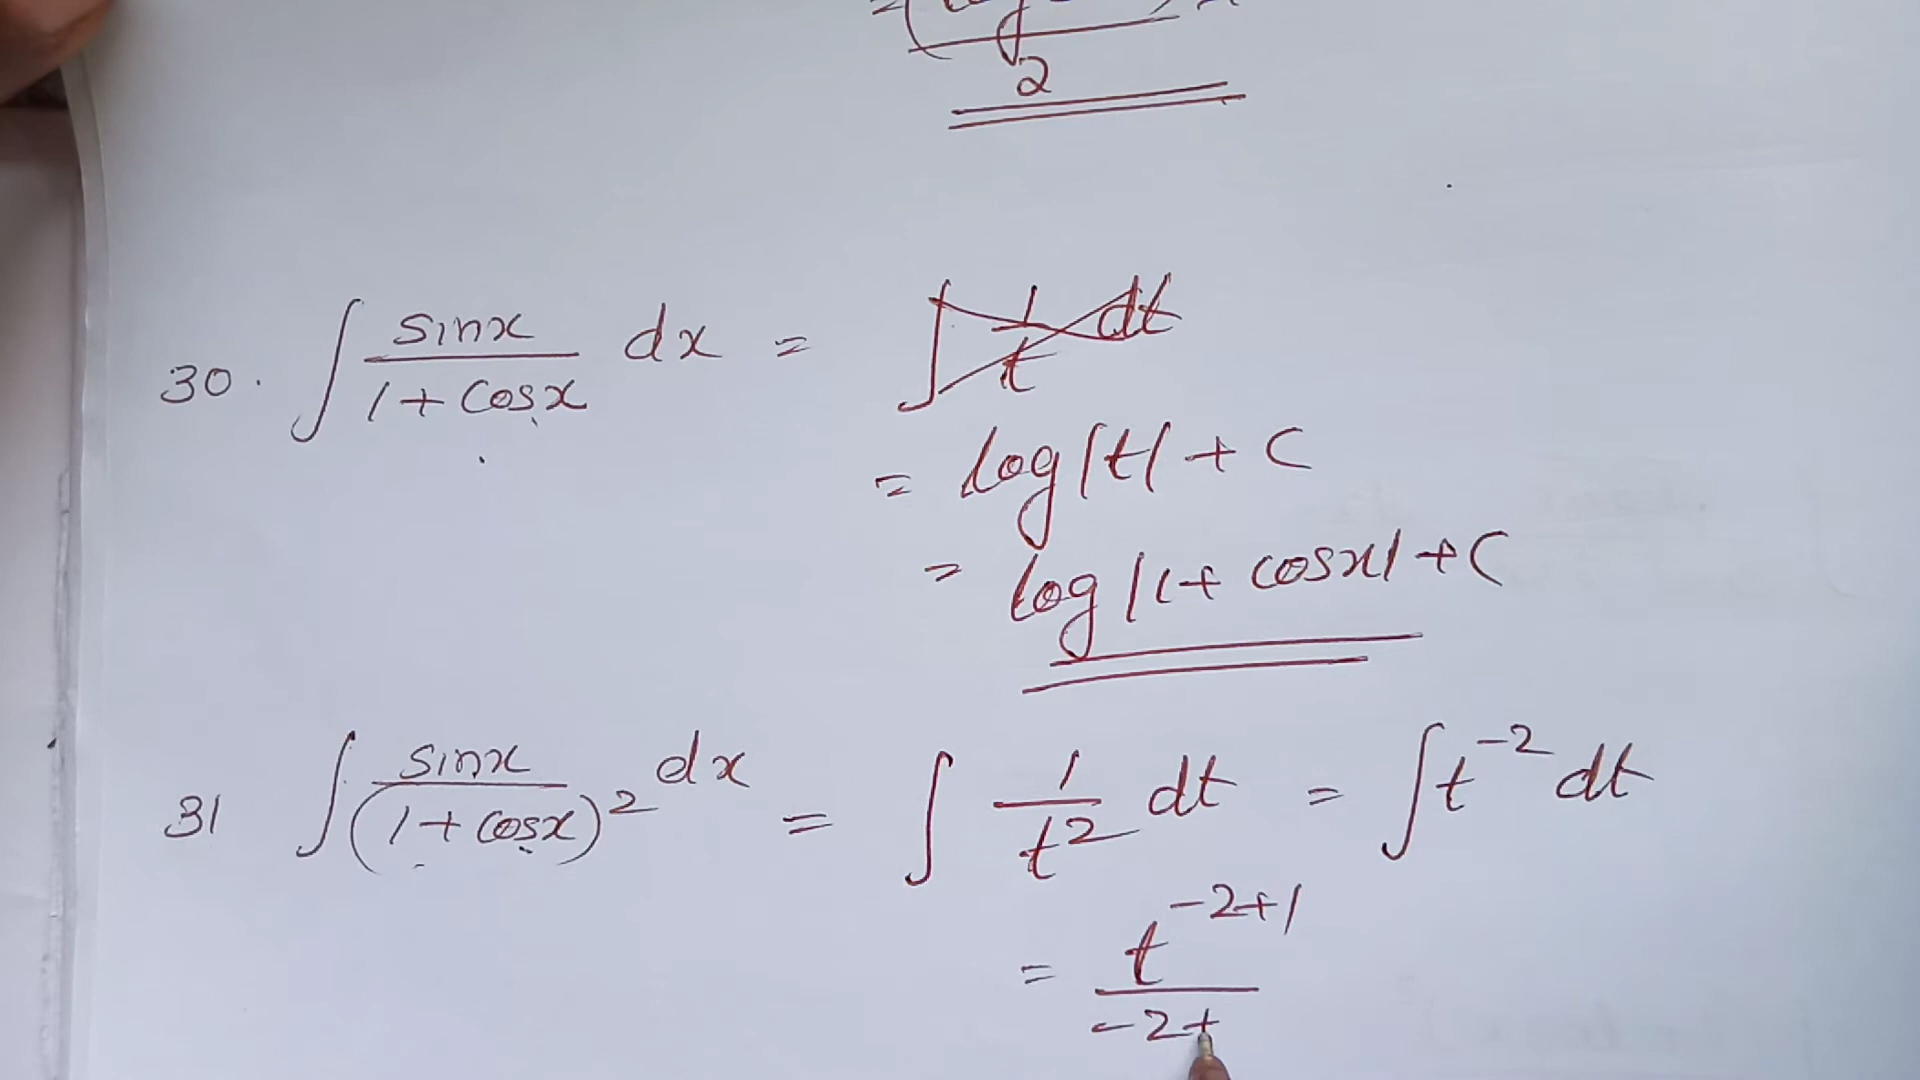 2
30. ∫ sinx / 1 + cosx dx = ∫ 1/t dt
= log |t| + C
= log |1 + cosx| + C
31 ∫ sinx / (1 + cosx)² dx = ∫ 1/t² dt = ∫ t⁻² dt
= t⁻²⁺¹ / -2+